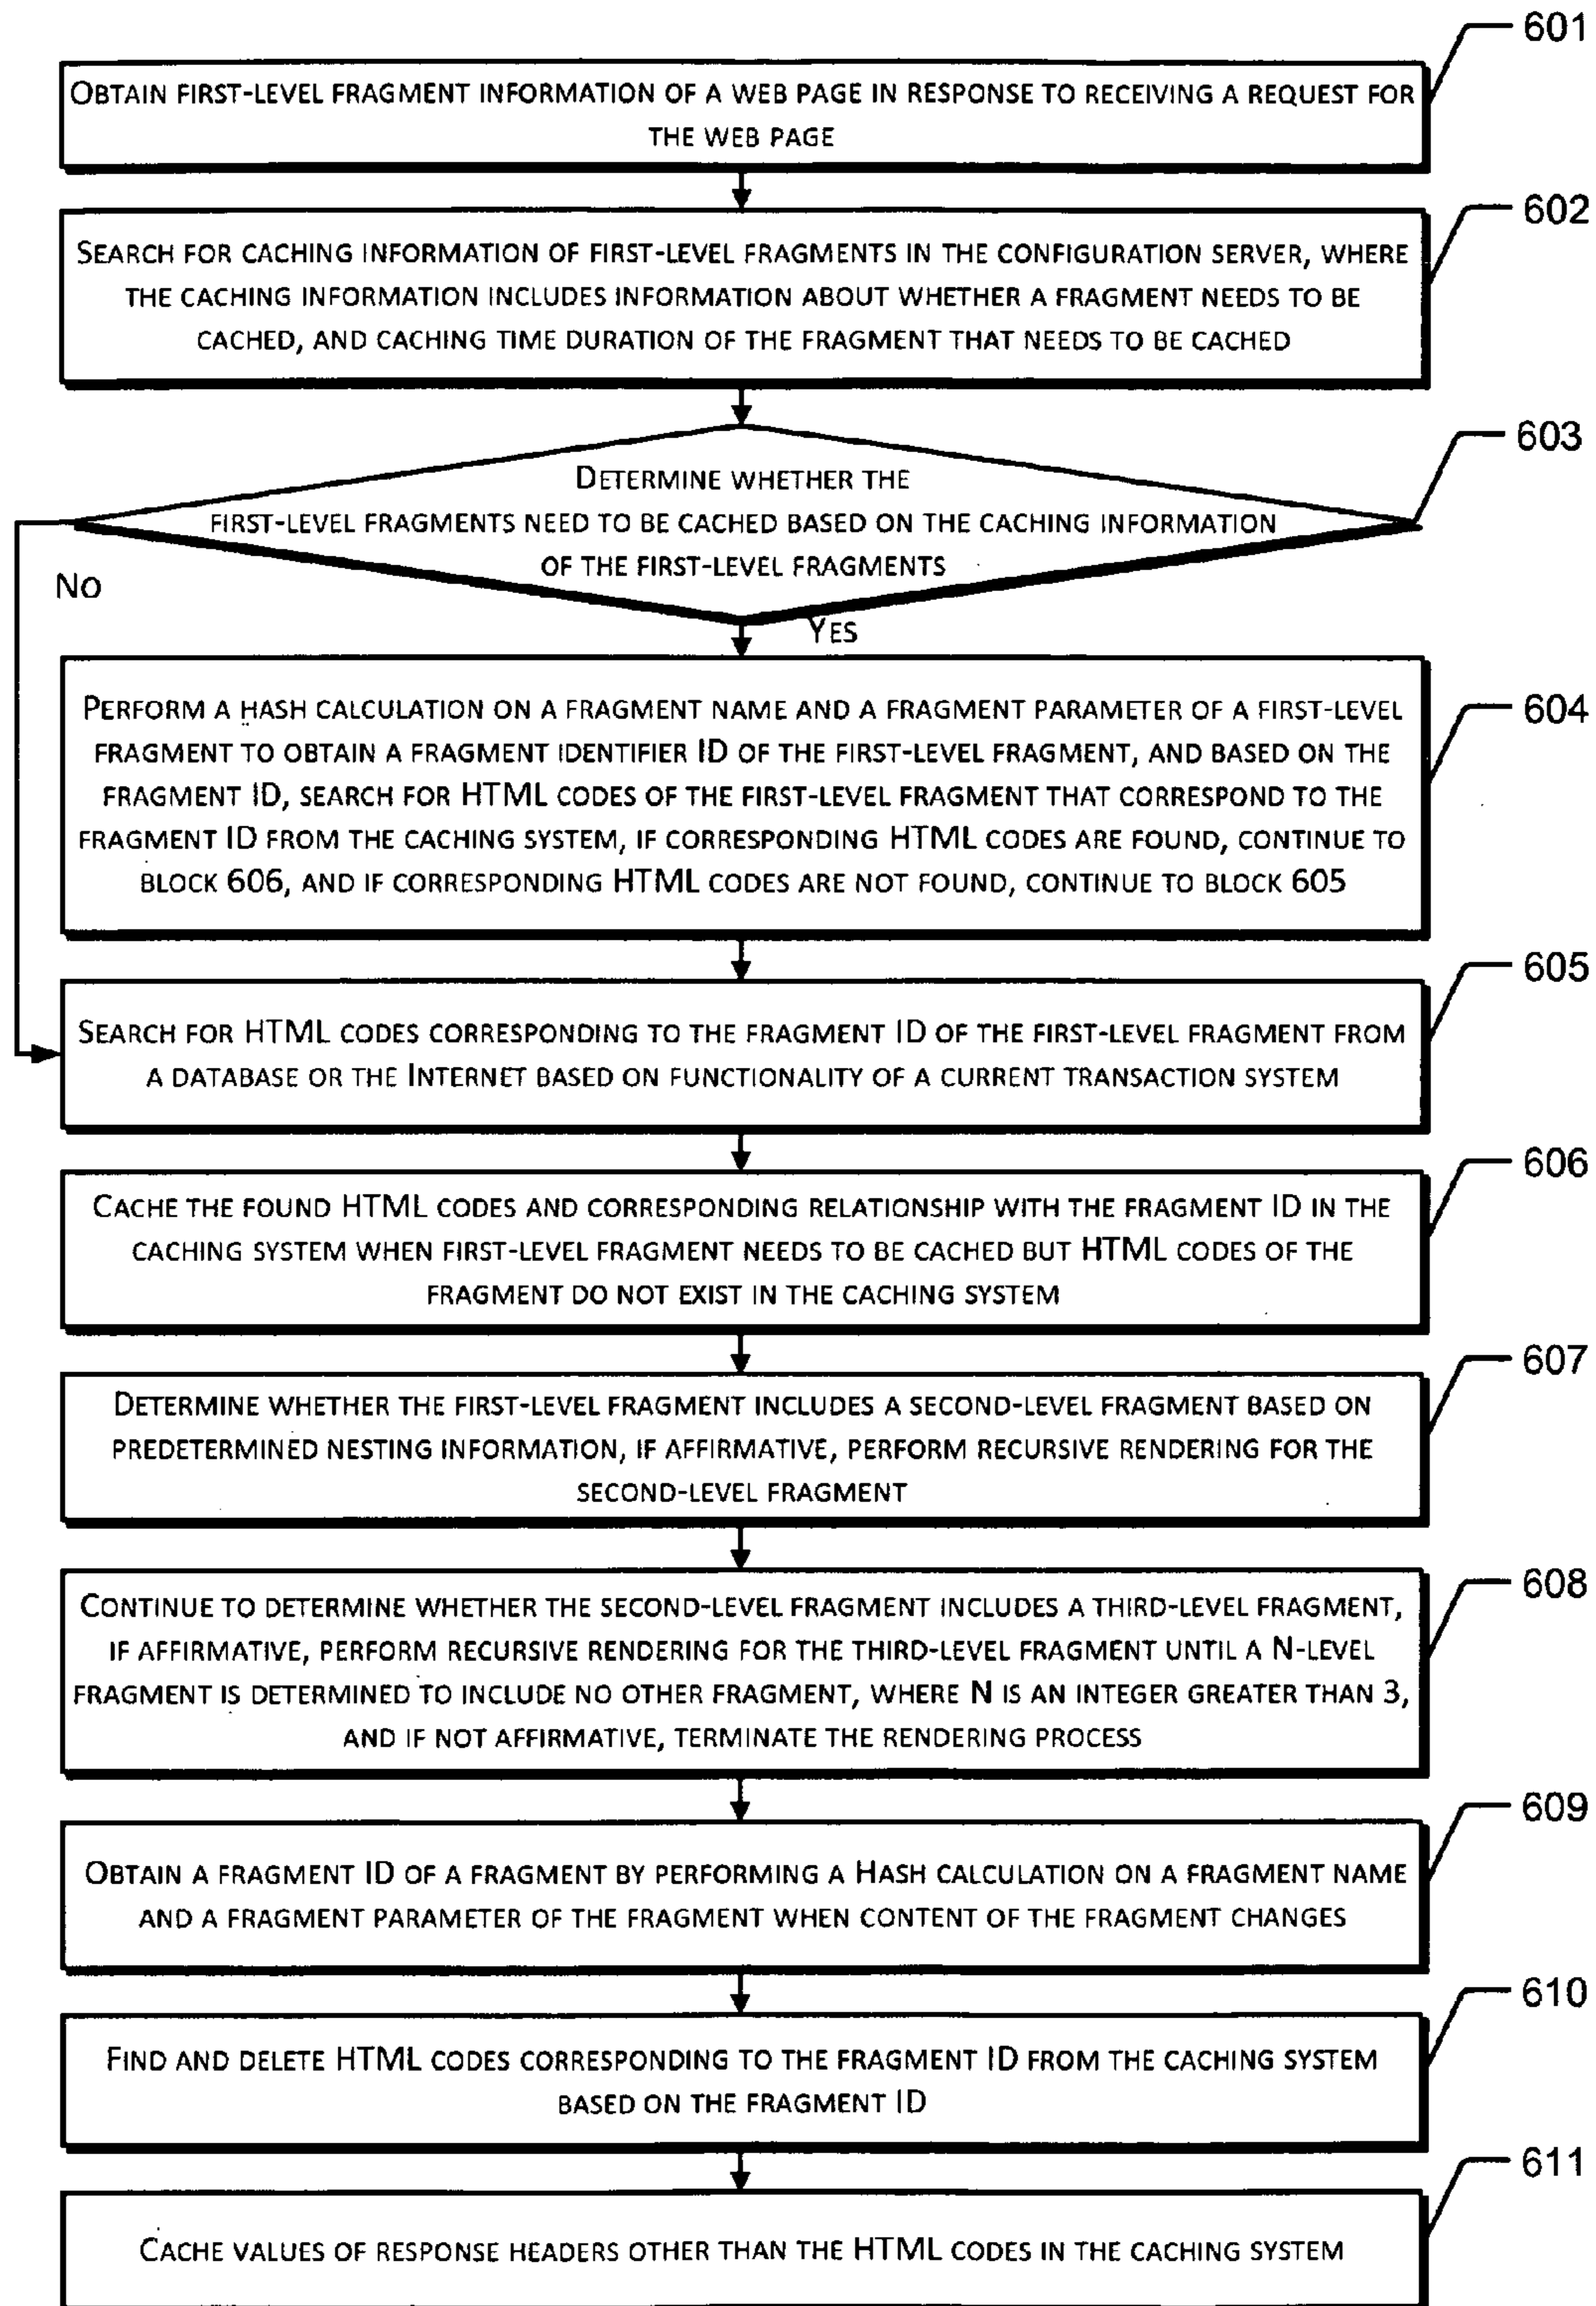 601
OBTAIN FIRST-LEVEL FRAGMENT INFORMATION OF A WEB PAGE IN RESPONSE TO RECEIVING A REQUEST FOR
THE WEB PAGE
602
SEARCH FOR CACHING INFORMATION OF FIRST-LEVEL FRAGMENTS IN THE CONFIGURATION SERVER, WHERE
THE CACHING INFORMATION INCLUDES INFORMATION ABOUT WHETHER A FRAGMENT NEEDS TO BE
CACHED, AND CACHING TIME DURATION OF THE FRAGMENT THAT NEEDS TO BE CACHED
603
DETERMINE WHETHER THE
FIRST-LEVEL FRAGMENTS NEED TO BE CACHED BASED ON THE CACHING INFORMATION
OF THE FIRST-LEVEL FRAGMENTS
NO
YES
604
PERFORM A HASH CALCULATION ON A FRAGMENT NAME AND A FRAGMENT PARAMETER OF A FIRST-LEVEL
FRAGMENT TO OBTAIN A FRAGMENT IDENTIFIER ID OF THE FIRST-LEVEL FRAGMENT, AND BASED ON THE
FRAGMENT ID, SEARCH FOR HTML CODES OF THE FIRST-LEVEL FRAGMENT THAT CORRESPOND TO THE
FRAGMENT ID FROM THE CACHING SYSTEM, IF CORRESPONDING HTML CODES ARE FOUND, CONTINUE TO
BLOCK 606, AND IF CORRESPONDING HTML CODES ARE NOT FOUND, CONTINUE TO BLOCK 605
605
SEARCH FOR HTML CODES CORRESPONDING TO THE FRAGMENT ID OF THE FIRST-LEVEL FRAGMENT FROM
A DATABASE OR THE INTERNET BASED ON FUNCTIONALITY OF A CURRENT TRANSACTION SYSTEM
606
CACHE THE FOUND HTML CODES AND CORRESPONDING RELATIONSHIP WITH THE FRAGMENT ID IN THE
CACHING SYSTEM WHEN FIRST-LEVEL FRAGMENT NEEDS TO BE CACHED BUT HTML CODES OF THE
FRAGMENT DO NOT EXIST IN THE CACHING SYSTEM
607
DETERMINE WHETHER THE FIRST-LEVEL FRAGMENT INCLUDES A SECOND-LEVEL FRAGMENT BASED ON
PREDETERMINED NESTING INFORMATION, IF AFFIRMATIVE, PERFORM RECURSIVE RENDERING FOR THE
SECOND-LEVEL FRAGMENT
608
CONTINUE TO DETERMINE WHETHER THE SECOND-LEVEL FRAGMENT INCLUDES A THIRD-LEVEL FRAGMENT,
IF AFFIRMATIVE, PERFORM RECURSIVE RENDERING FOR THE THIRD-LEVEL FRAGMENT UNTIL A N-LEVEL
FRAGMENT IS DETERMINED TO INCLUDE NO OTHER FRAGMENT, WHERE N IS AN INTEGER GREATER THAN 3,
AND IF NOT AFFIRMATIVE, TERMINATE THE RENDERING PROCESS
609
OBTAIN A FRAGMENT ID OF A FRAGMENT BY PERFORMING A HASH CALCULATION ON A FRAGMENT NAME
AND A FRAGMENT PARAMETER OF THE FRAGMENT WHEN CONTENT OF THE FRAGMENT CHANGES
610
FIND AND DELETE HTML CODES CORRESPONDING TO THE FRAGMENT ID FROM THE CACHING SYSTEM
BASED ON THE FRAGMENT ID
611
CACHE VALUES OF RESPONSE HEADERS OTHER THAN THE HTML CODES IN THE CACHING SYSTEM